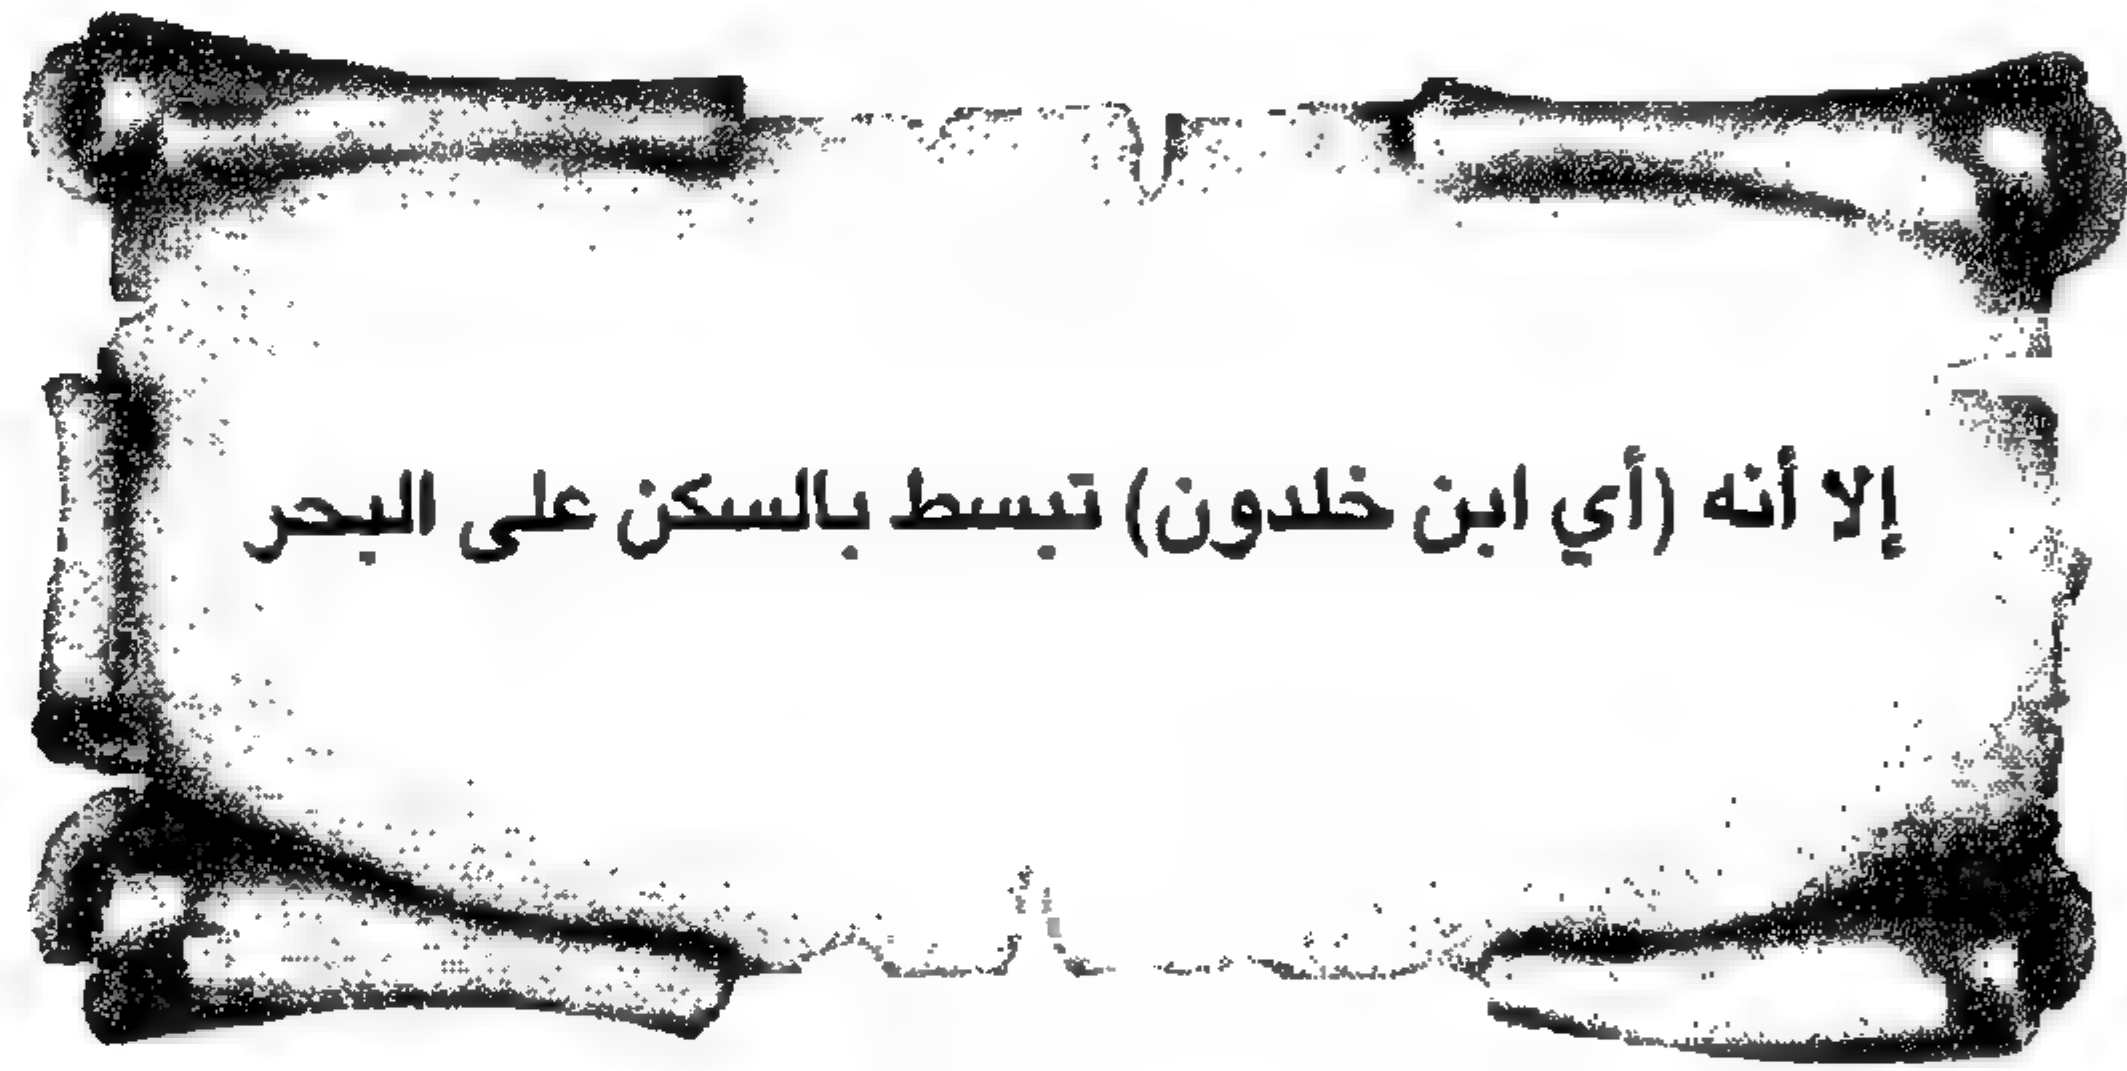 إلا أنه (أي ابن خلدون) تبسط بالسكن على البحر